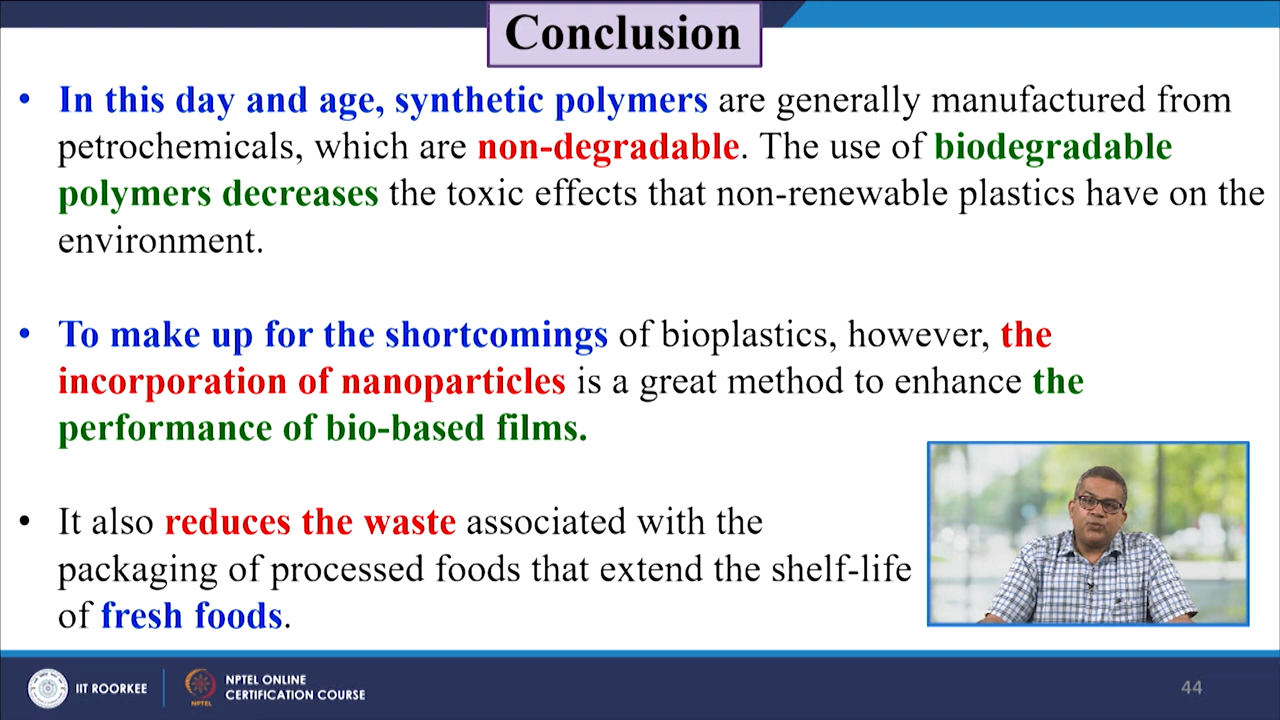 Conclusion
• In this day and age, synthetic polymers are generally manufactured from
petrochemicals, which are non-degradable. The use of biodegradable
polymers decreases the toxic effects that non-renewable plastics have on the
environment.
• To make up for the shortcomings of bioplastics, however, the
incorporation of nanoparticles is a great method to enhance the
performance of bio-based films.
• It also reduces the waste associated with the
packaging of processed foods that extend the shelf-life
of fresh foods.
IIT ROORKEE
NPTEL
NPTEL ONLINE
CERTIFICATION COURSE
44